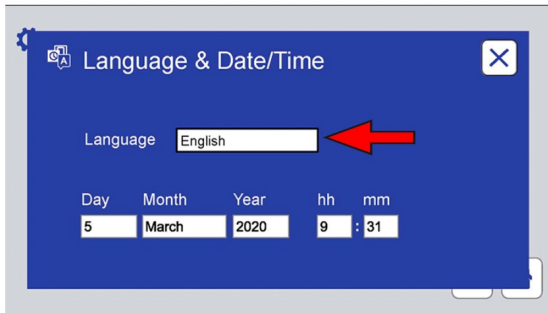 Language & Date/Time
Language English
Day Month Year hh mm
5 March 2020 9 : 31